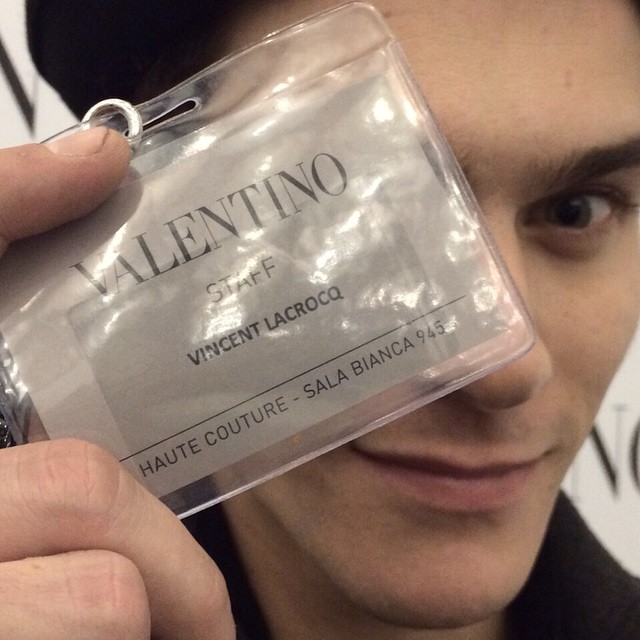 VALENTINO
STAFF
VINCENT LACROCQ
HAUTE COUTURE - SALA BIANCA 945